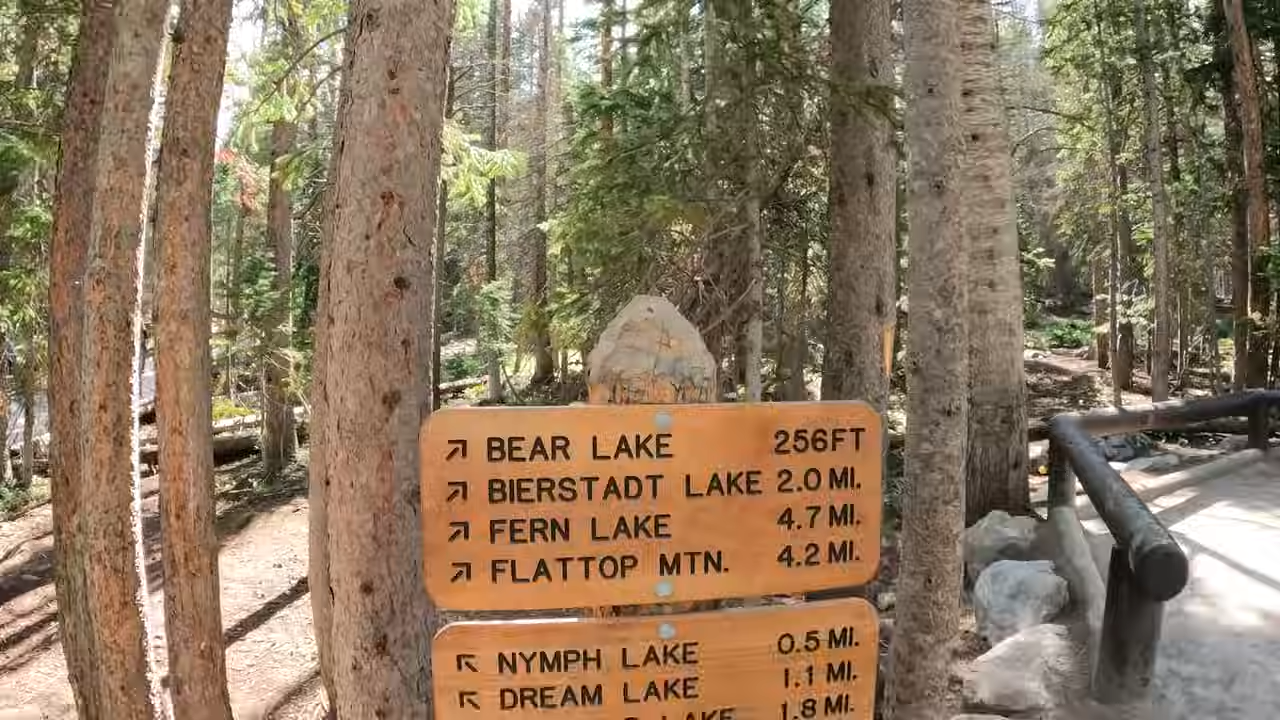 ↗ BEAR LAKE 256FT
↗ BIERSTADT LAKE 2.0 MI.
↗ FERN LAKE 4.7 MI.
↗ FLATTOP MTN. 4.2 MI.
↖ NYMPH LAKE 0.5 MI.
↖ DREAM LAKE 1.1 MI.
LAKE 1.8 MI.